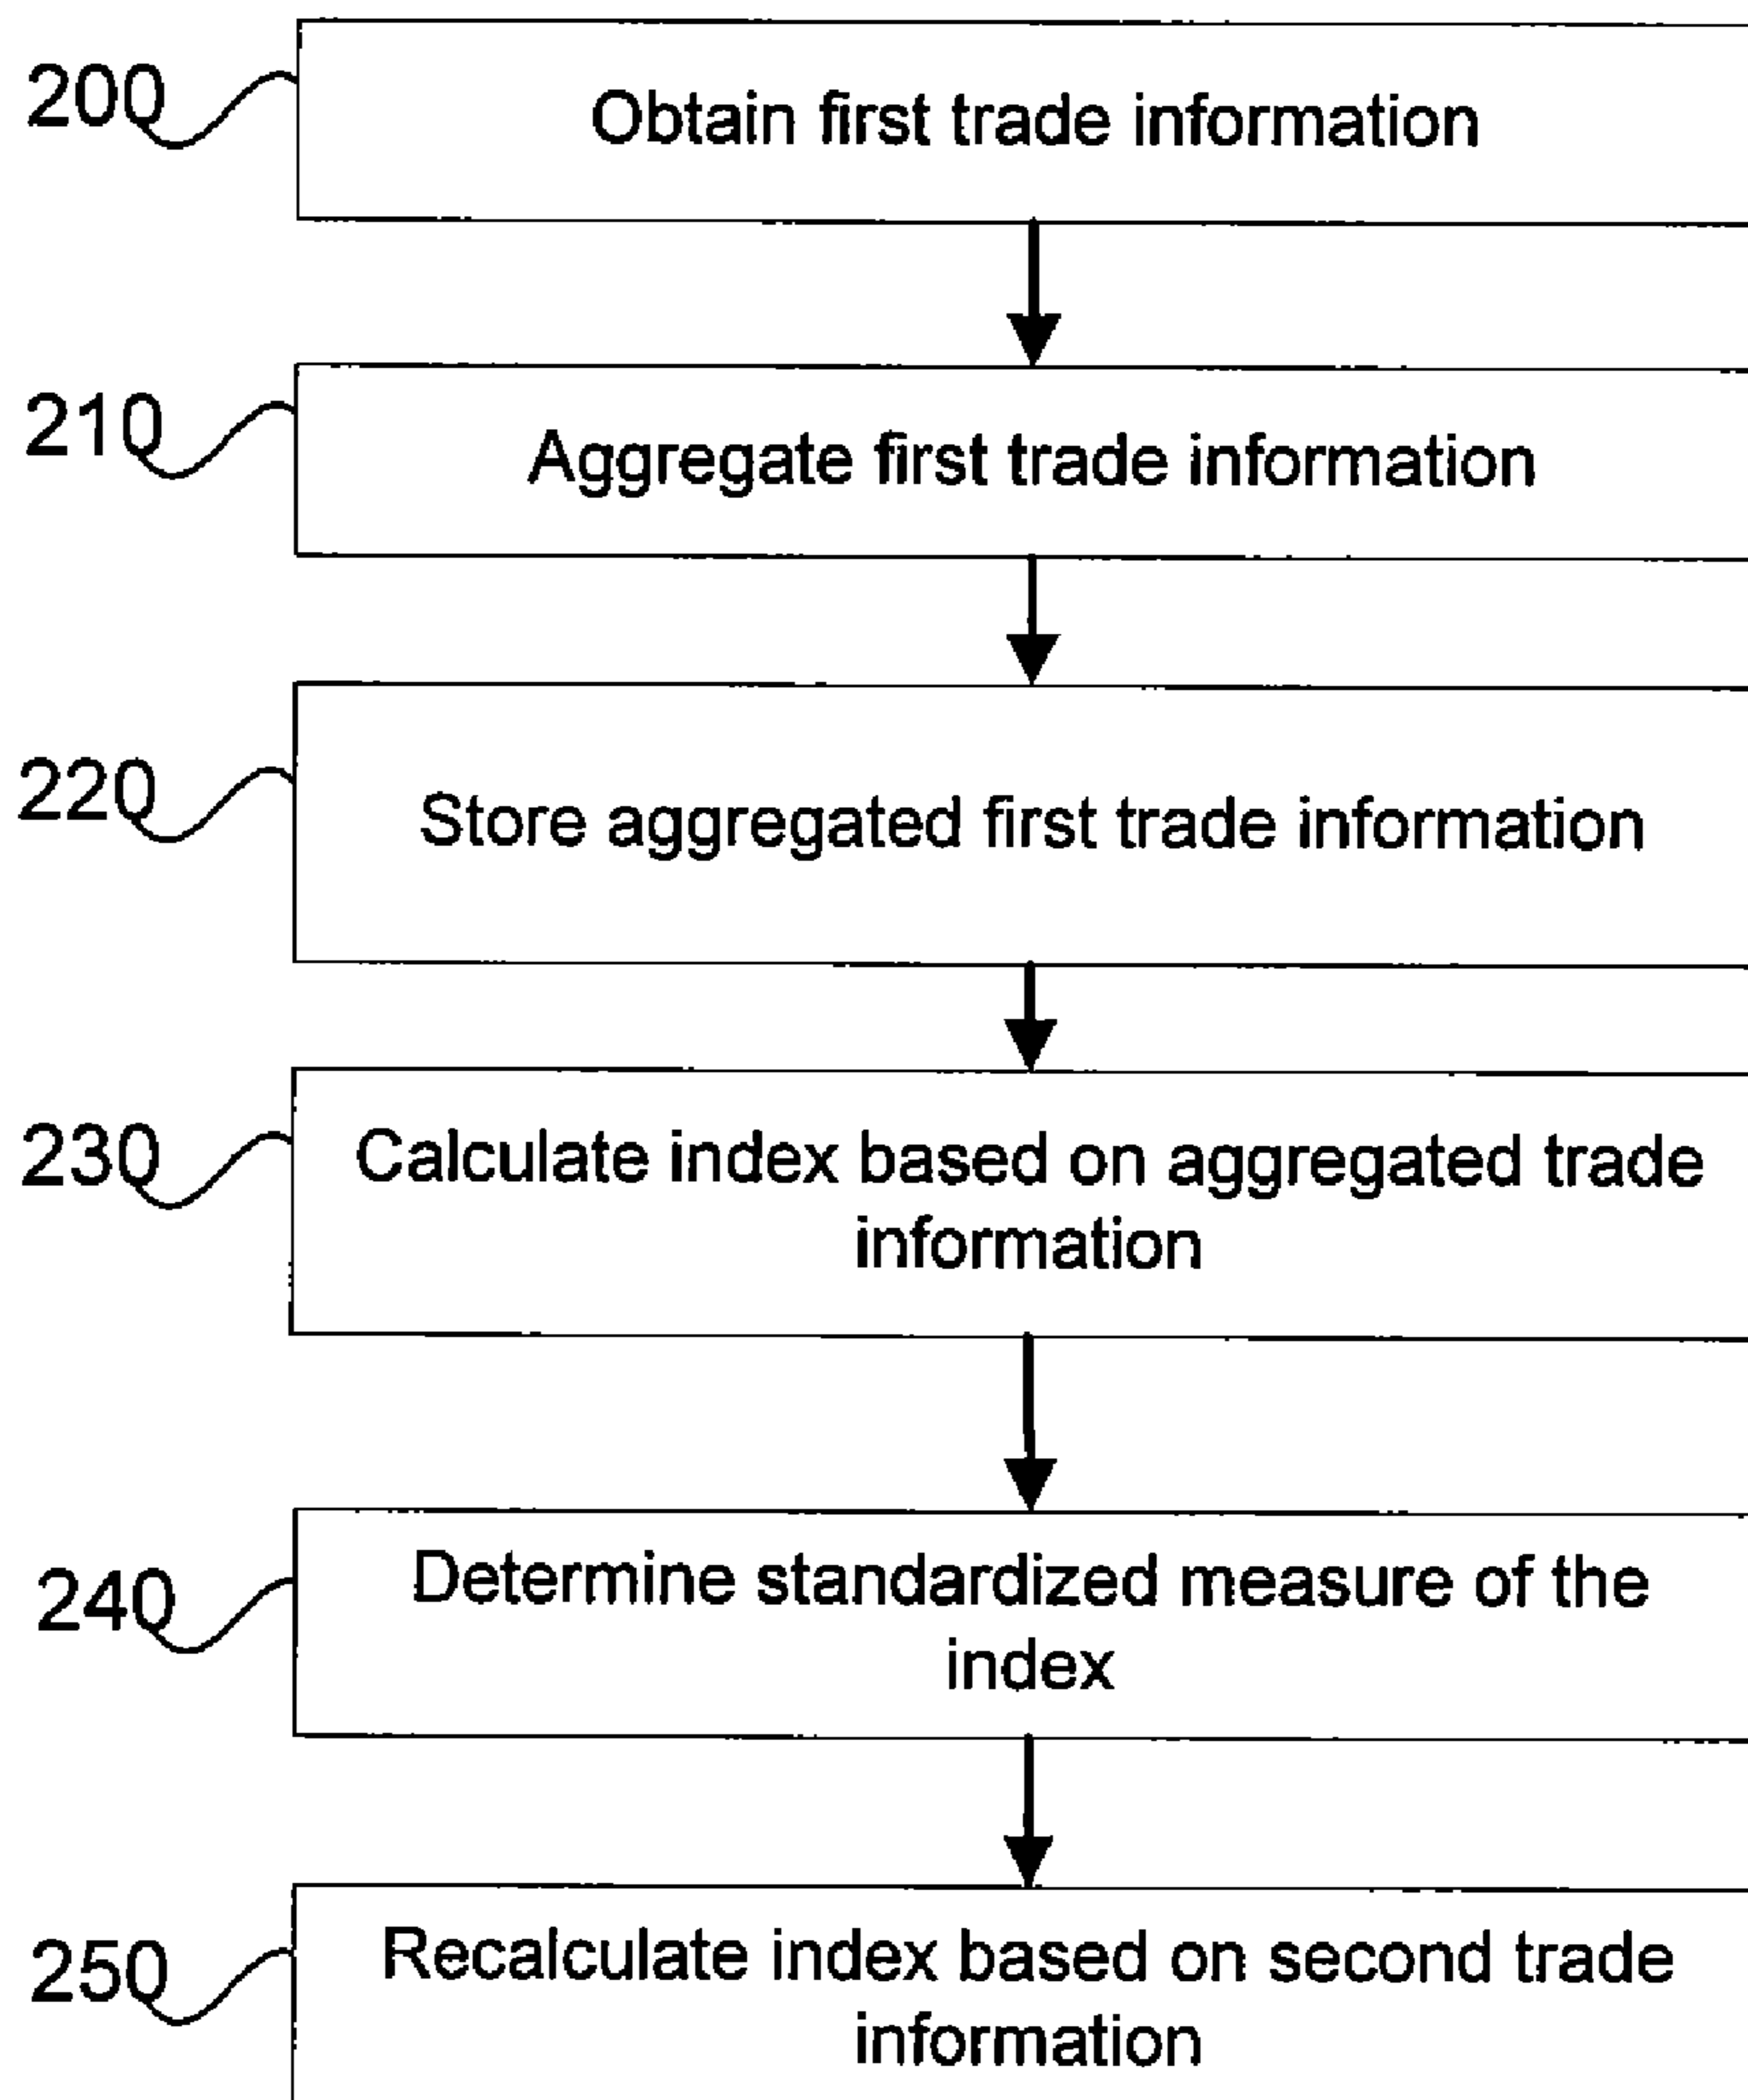 200
Obtain first trade information
210
Aggregate first trade information
220
Store aggregated first trade information
230
Calculate index based on aggregated trade
information
240
Determine standardized measure of the
index
250
Recalculate index based on second trade
information